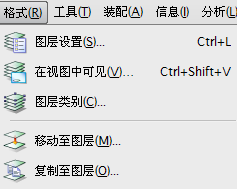 格式(R) 工具(T) 装配(A) 信息(I) 分析(L)
图层设置(S)... Ctrl+L
在视图中可见(V)... Ctrl+Shift+V
图层类别(C)...
移动至图层(M)...
复制至图层(O)...